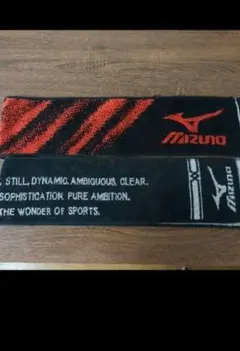 MIZUNO
, STILL, DYNAMIC, AMBIGUOUS, CLEAR.
SOPHISTICATION. PURE AMBITION.
THE WONDER OF SPORTS.
MIZUNO